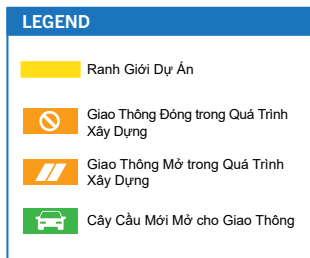 LEGEND
Ranh Giới Dự Án
Giao Thông Đóng trong Quá Trình
Xây Dựng
Giao Thông Mở trong Quá Trình
Xây Dựng
Cây Cầu Mới Mở cho Giao Thông